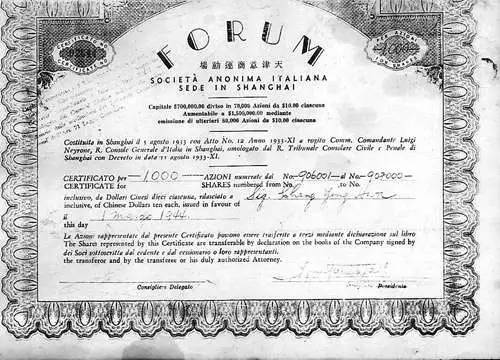 FORUM
天津意商運動場
SOCIETÀ ANONIMA ITALIANA
SEDE IN SHANGHAI
Capitale $700,000.00 diviso in 70,000 Azioni da $10.00 ciascuna
Aumentabile a $1,500,000.00 mediante
emissione di ulteriori 80,000 Azioni da $10.00 ciascuna
Costituita in Shanghai il 5 agosto 1933 con Atto No. 12 Anno 1933-XI a rogito Comm. Comandante Luigi
Neyrone, R. Console Generale d'Italia in Shanghai, omologato dal R. Tribunale Consolare Civile e Penale di
Shanghai con Decreto in data 11 agosto 1933-XI.
CERTIFICATO per 1000 AZIONI numerate dal No. 906001 al No. 907000
CERTIFICATE for SHARES numbered from No. to No.
inclusivo, da Dollari Cinesi dieci ciascuna, rilasciato a Sig.
inclusive, of Chinese Dollars ten each, issued in favour of
il 1 Marzo 1944
this day
Le Azioni rappresentate dal presente Certificato possono essere trasferite a terzi mediante dichiarazione sul libro
The Shares represented by this Certificate are transferable by declaration on the books of the Company signed by
dei Soci sottoscritta dal cedente e dal cessionario o loro rappresentanti.
the transferor and by the transferee or his duly authorized Attorney.
Consigliere Delegato
Presidente